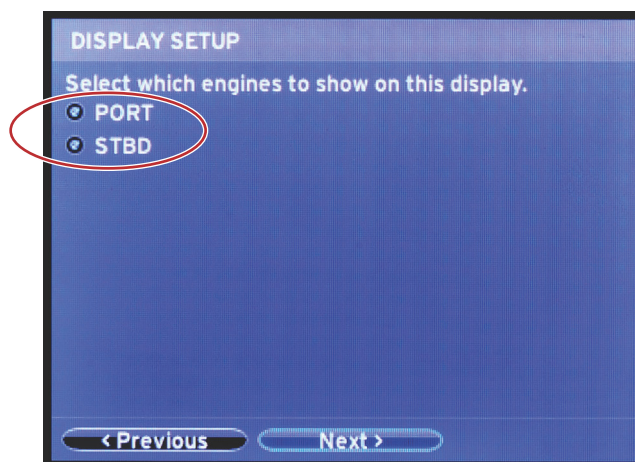 DISPLAY SETUP
Select which engines to show on this display.
PORT
STBD
< Previous
Next >